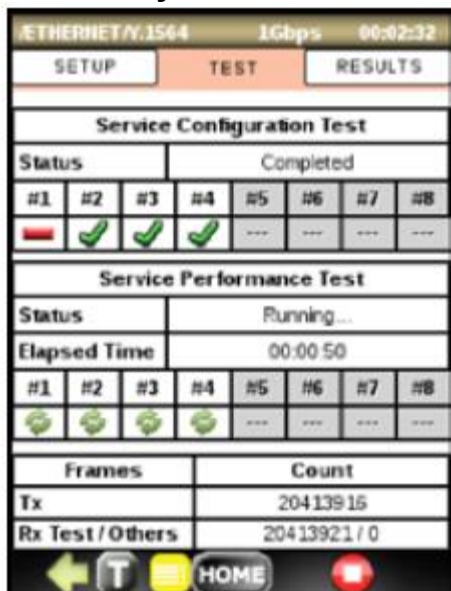 /ETHERNET/Y.1564 1Gbps 00:02:32
SETUP TEST RESULTS
Service Configuration Test
Status Completed
#1 #2 #3 #4 #5 #6 #7 #8
--- --- --- ---
Service Performance Test
Status Running...
Elapsed Time 00:00:50
#1 #2 #3 #4 #5 #6 #7 #8
--- --- --- ---
Frames Count
Tx 20413916
Rx Test / Others 20413921 / 0
T HOME